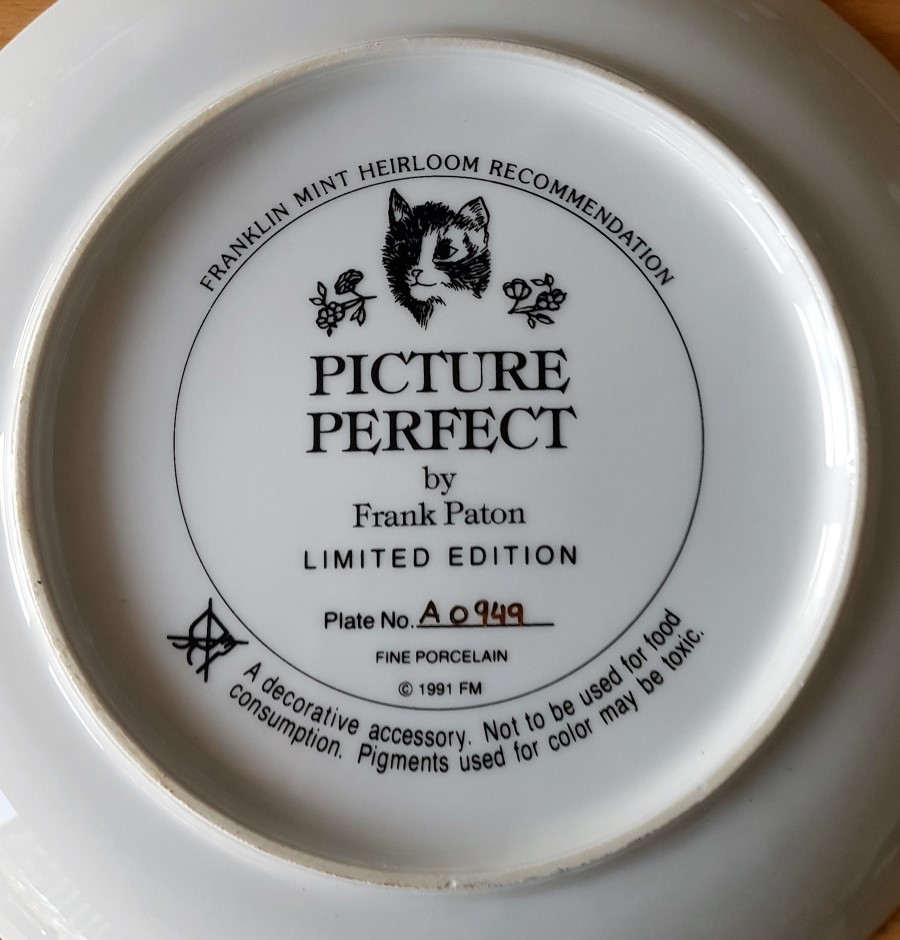 FRANKLIN MINT HEIRLOOM RECOMMENDATION
PICTURE
PERFECT
by
Frank Paton
LIMITED EDITION
Plate No. A0949
FINE PORCELAIN
© 1991 FM
A decorative accessory. Not to be used for food
consumption. Pigments used for color may be toxic.